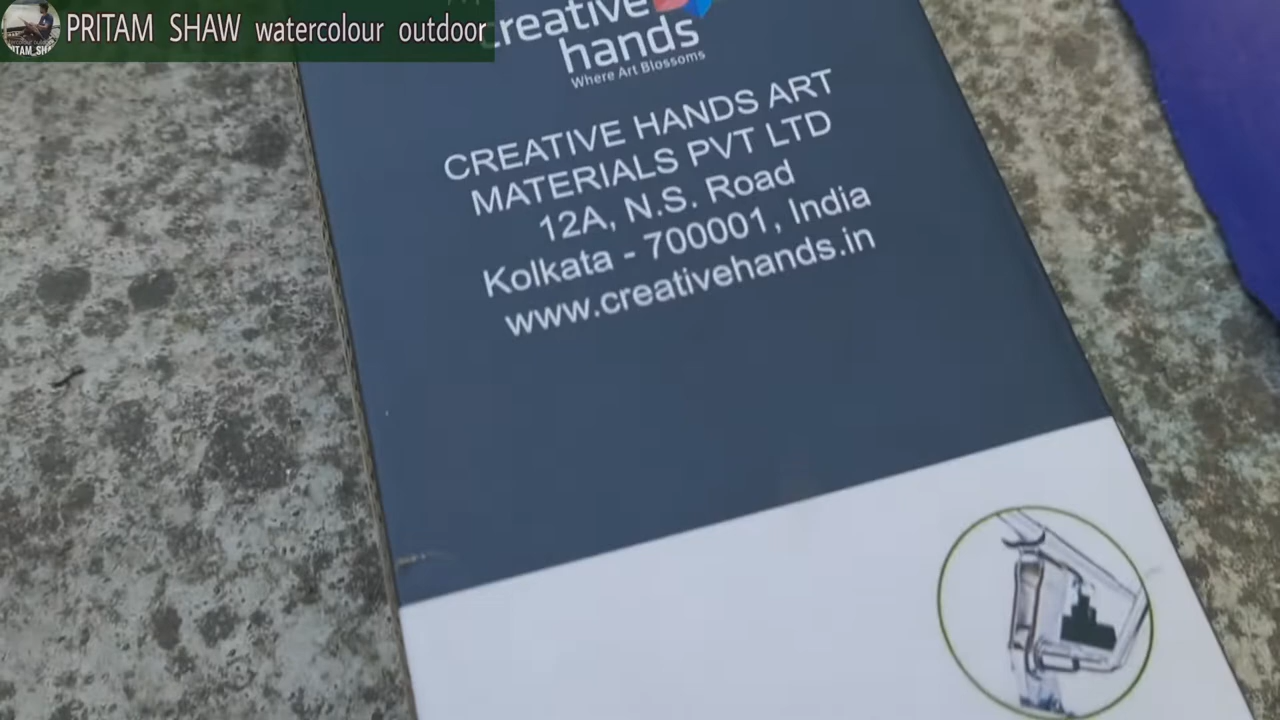 PRITAM SHAW watercolour outdoor
creative
hands
Where Art Blossoms
CREATIVE HANDS ART
MATERIALS PVT LTD
12A, N.S. Road
Kolkata - 700001, India
www.creativehands.in